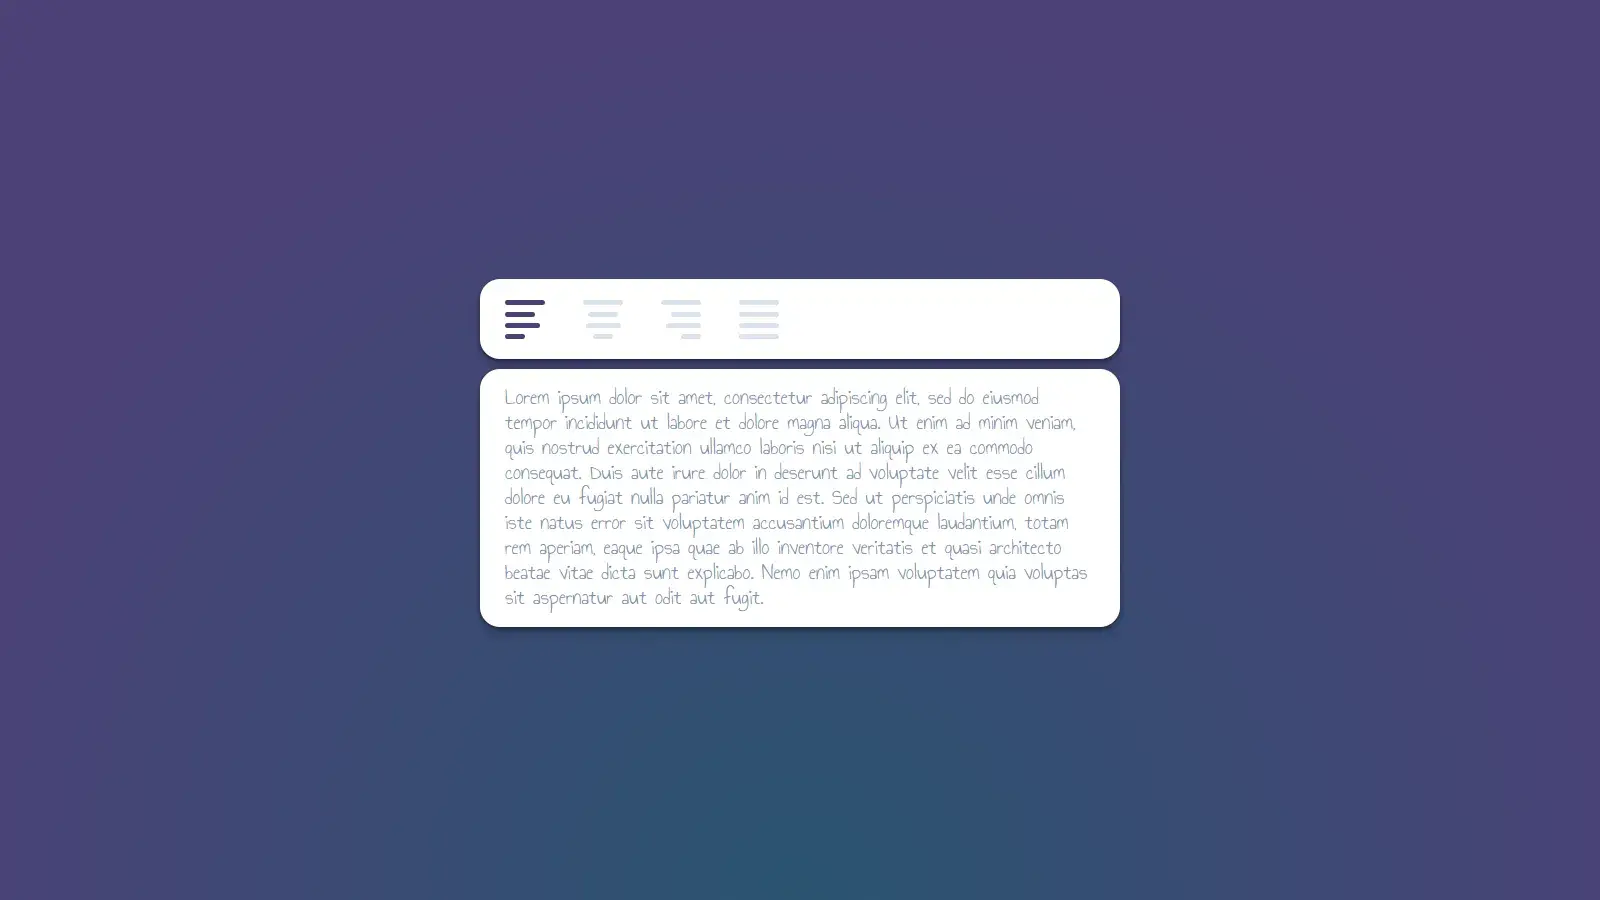 Lorem ipsum dolor sit amet, consectetur adipiscing elit, sed do eiusmod
tempor incididunt ut labore et dolore magna aliqua. Ut enim ad minim veniam,
quis nostrud exercitation ullamco laboris nisi ut aliquip ex ea commodo
consequat. Duis aute irure dolor in deserunt ad voluptate velit esse cillum
dolore eu fugiat nulla pariatur anim id est. Sed ut perspiciatis unde omnis
iste natus error sit voluptatem accusantium doloremque laudantium, totam
rem aperiam, eaque ipsa quae ab illo inventore veritatis et quasi architecto
beatae vitae dicta sunt explicabo. Nemo enim ipsam voluptatem quia voluptas
sit aspernatur aut odit aut fugit.